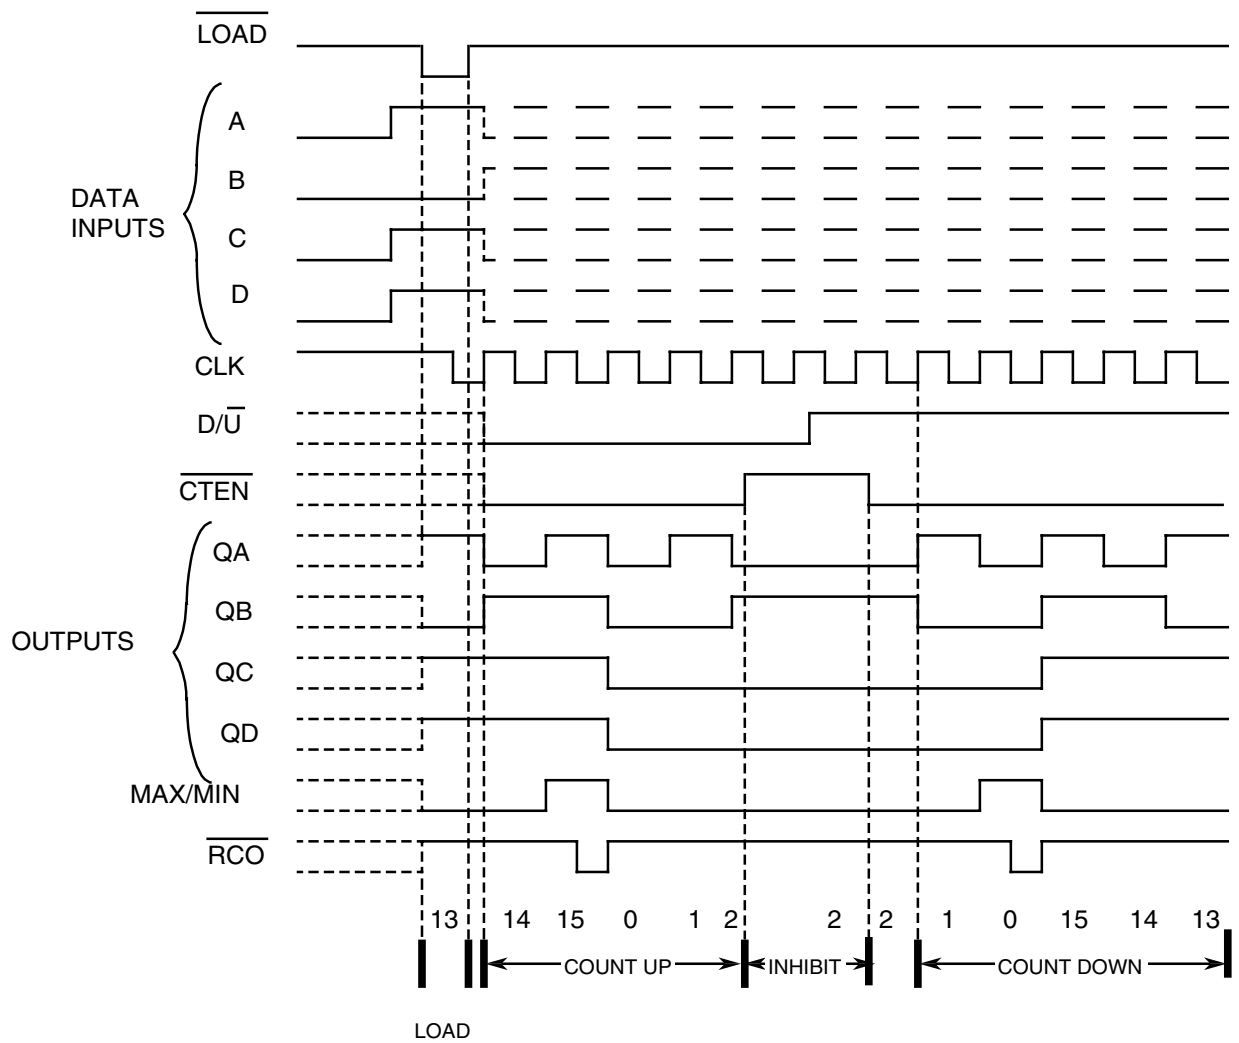 LOAD
A
B
DATA
INPUTS
C
D
CLK
D/U
CTEN
QA
QB
OUTPUTS
QC
QD
MAX/MIN
RCO
13 14 15 0 1 2 2 2 1 0 15 14 13
COUNT UP INHIBIT COUNT DOWN
LOAD